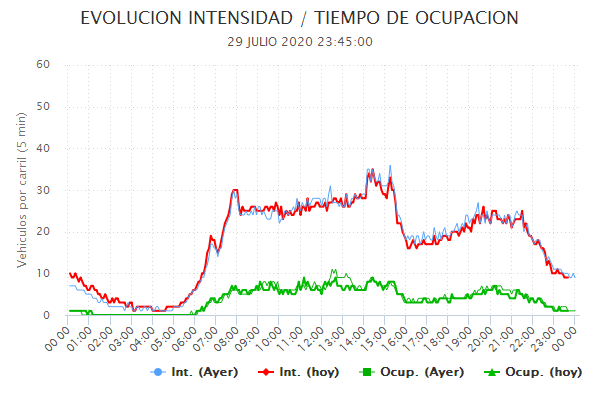 EVOLUCION INTENSIDAD / TIEMPO DE OCUPACION
29 JULIO 2020 23:45:00
Vehiculos por carril (5 min)
60
50
40
30
20
10
0
00:00 01:00 02:00 03:00 04:00 05:00 06:00 07:00 08:00 09:00 10:00 11:00 12:00 13:00 14:00 15:00 16:00 17:00 18:00 19:00 20:00 21:00 22:00 23:00 00:00
Int. (Ayer) Int. (hoy) Ocup. (Ayer) Ocup. (hoy)